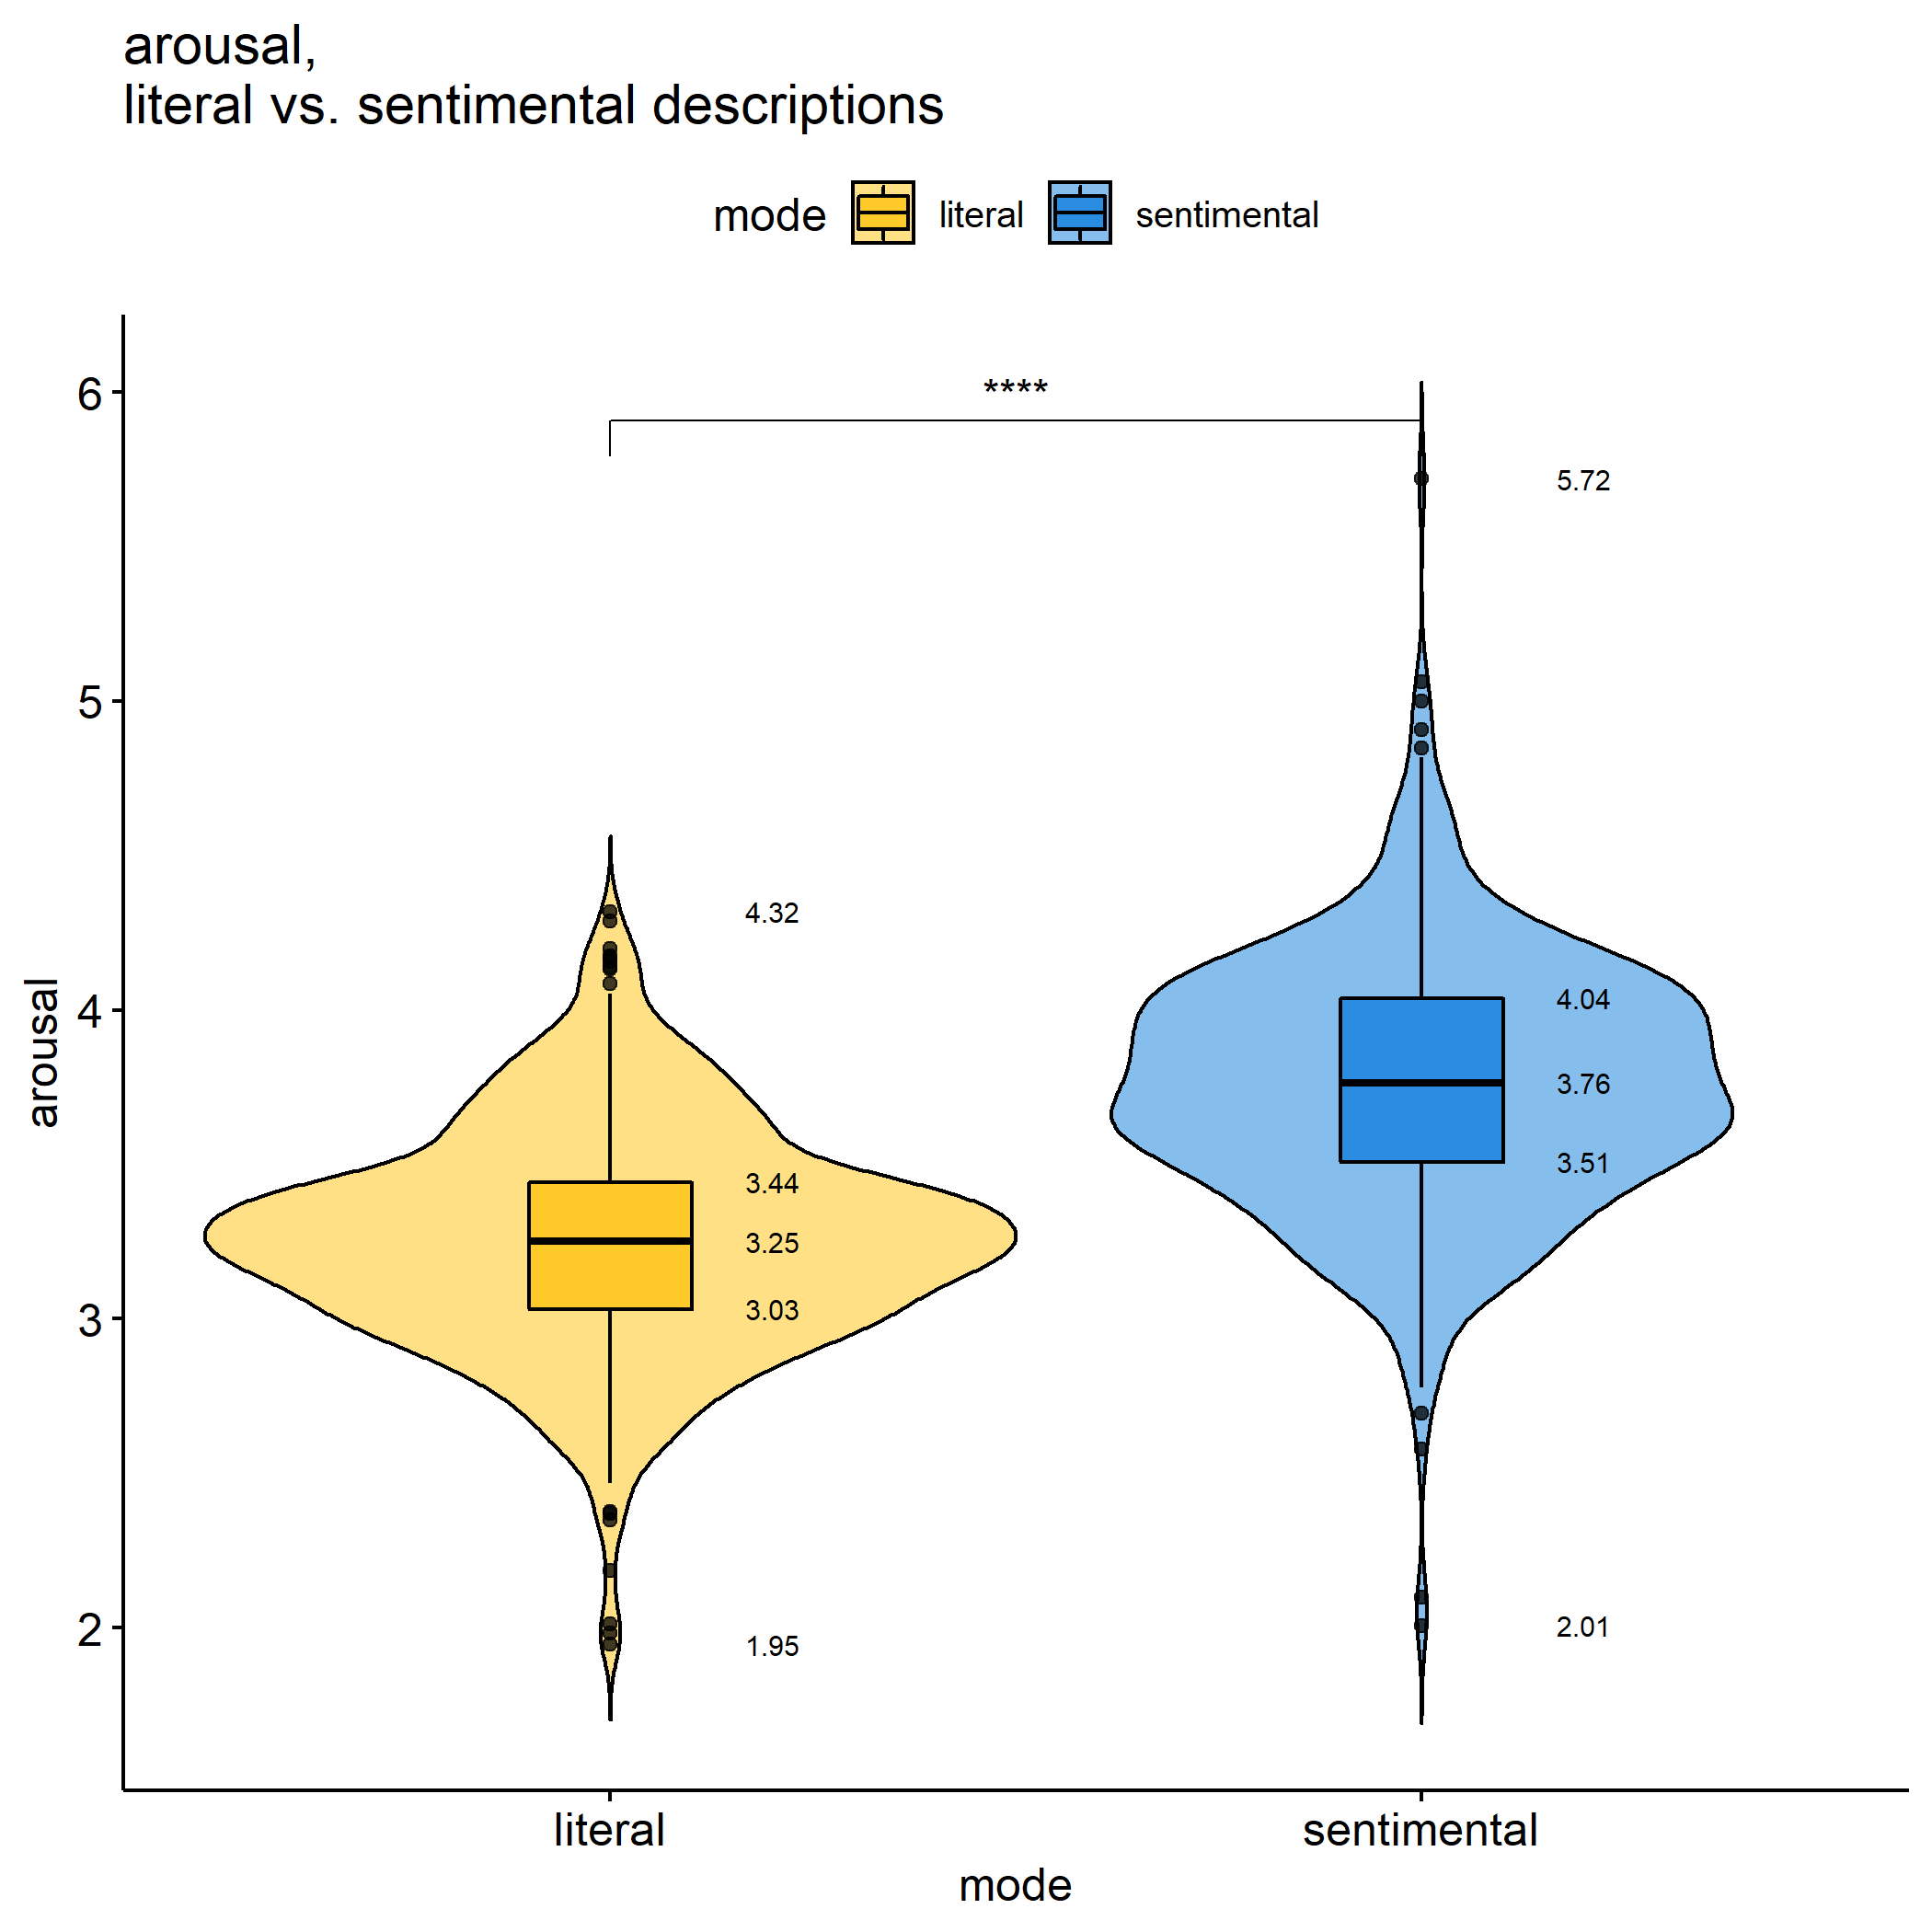 arousal,
literal vs. sentimental descriptions
mode literal sentimental
6
5
4
3
2
arousal
****
5.72
4.32
4.04
3.76
3.51
3.44
3.25
3.03
2.01
1.95
literal sentimental
mode